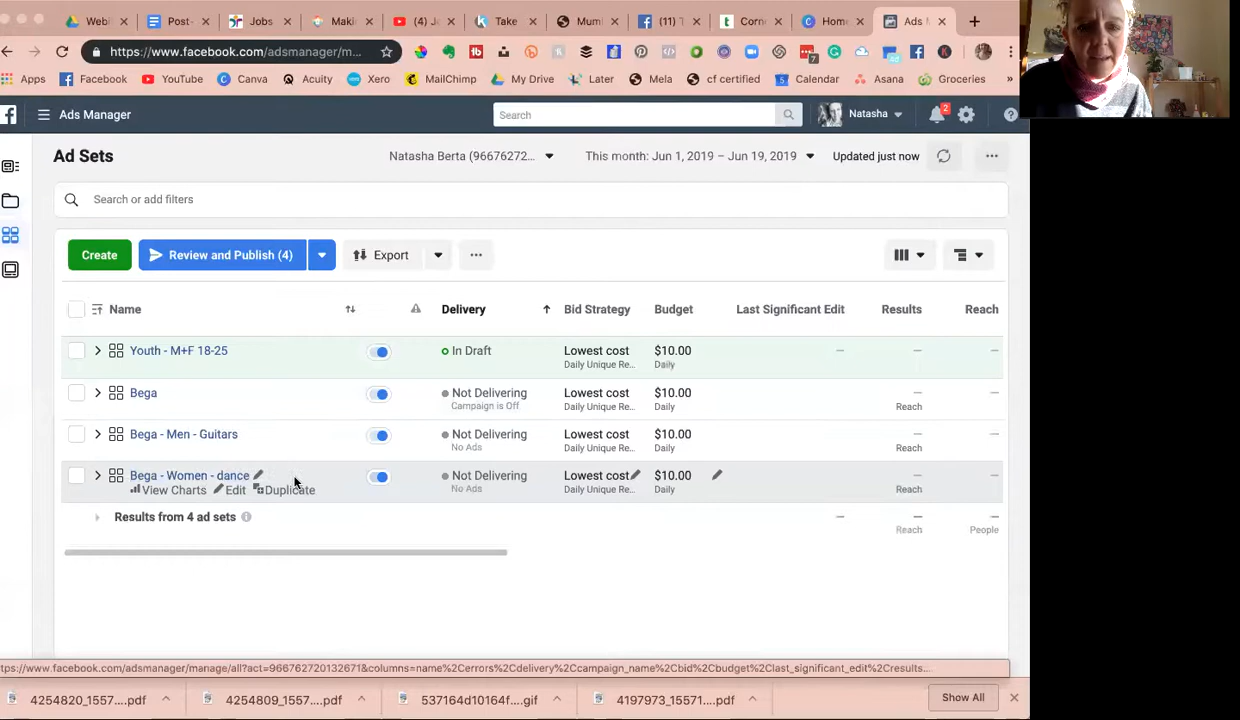 Webi Post- Jobs Maki (4) J Take Mum (11) T Corne Home Ads M
https://www.facebook.com/adsmanager/m...
7
Apps Facebook YouTube Canva Acuity Xero MailChimp My Drive Later Mela cf certified Calendar Asana Groceries »
Ads Manager Search Natasha 2
Ad Sets Natasha Berta (96676272... This month: Jun 1, 2019 – Jun 19, 2019 Updated just now
Search or add filters
Create Review and Publish (4) Export
Name Delivery Bid Strategy Budget Last Significant Edit Results Reach
Youth - M+F 18-25 In Draft Lowest cost $10.00 — — —
Daily Unique Re... Daily
Bega Not Delivering Lowest cost $10.00 — —
Campaign is Off Daily Unique Re... Daily Reach
Bega - Men - Guitars Not Delivering Lowest cost $10.00 — —
No Ads Daily Unique Re... Daily Reach
Bega - Women - dance Not Delivering Lowest cost $10.00 — —
View Charts Edit Duplicate No Ads Daily Unique Re... Daily Reach
Results from 4 ad sets — — —
Reach People
ttps://www.facebook.com/adsmanager/manage/all?act=966762720132671&columns=name%2Cerrors%2Cdelivery%2Ccampaign_name%2Cbid%2Cbudget%2Clast_significant_edit%2Cresults...
4254820_1557....pdf 4254809_1557....pdf 537164d10164f....gif 4197973_15571....pdf Show All